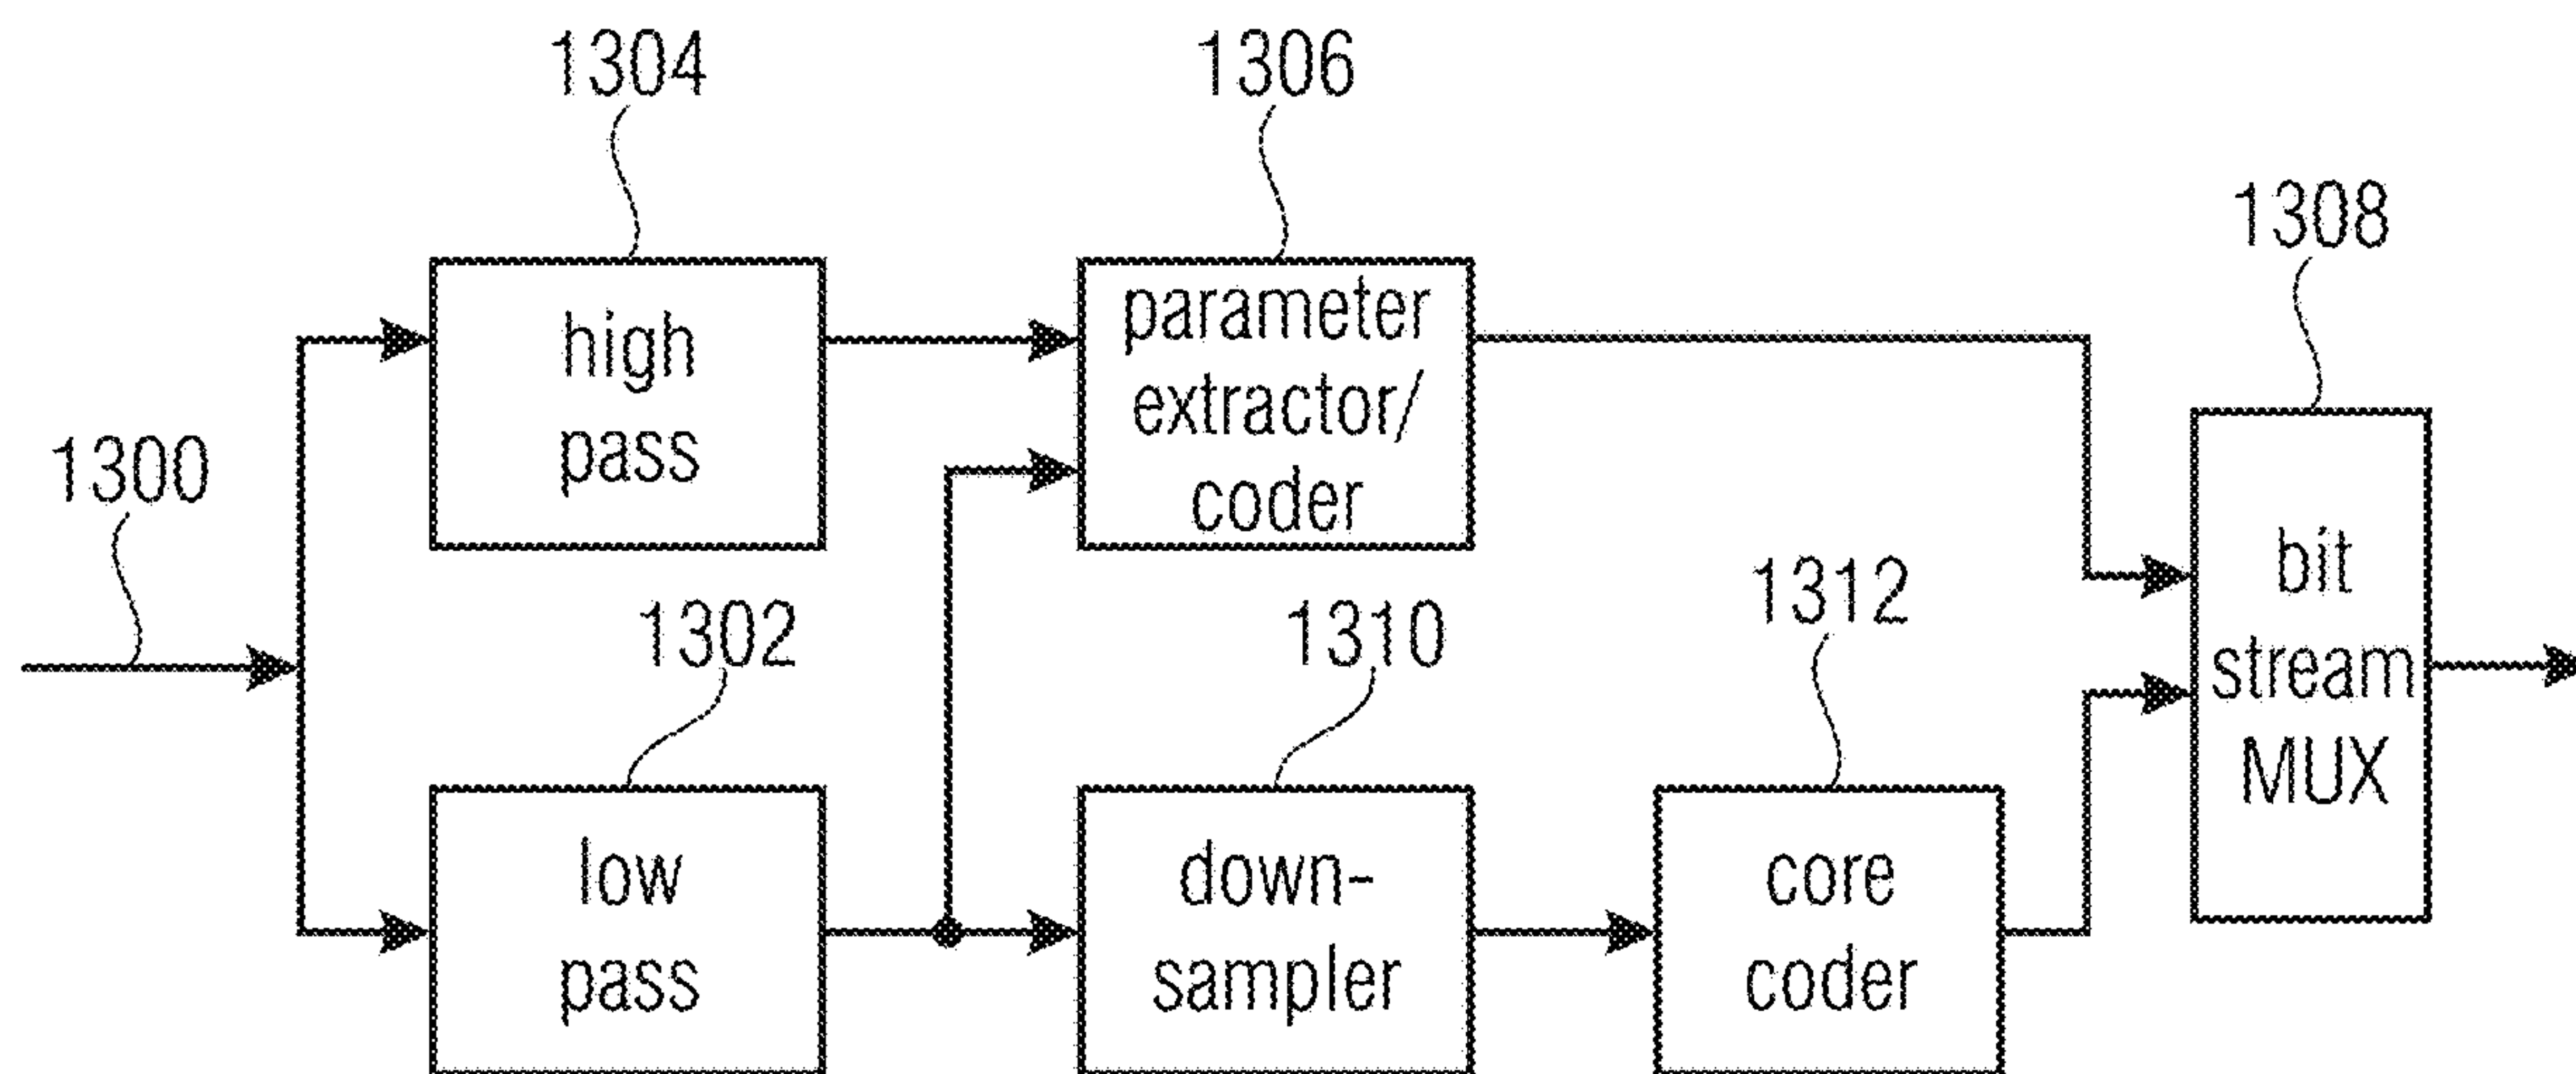 1304
1306
1308
high
pass
parameter
extractor/
coder
1300
1302
1310
1312
bit
stream
MUX
low
pass
down-
sampler
core
coder